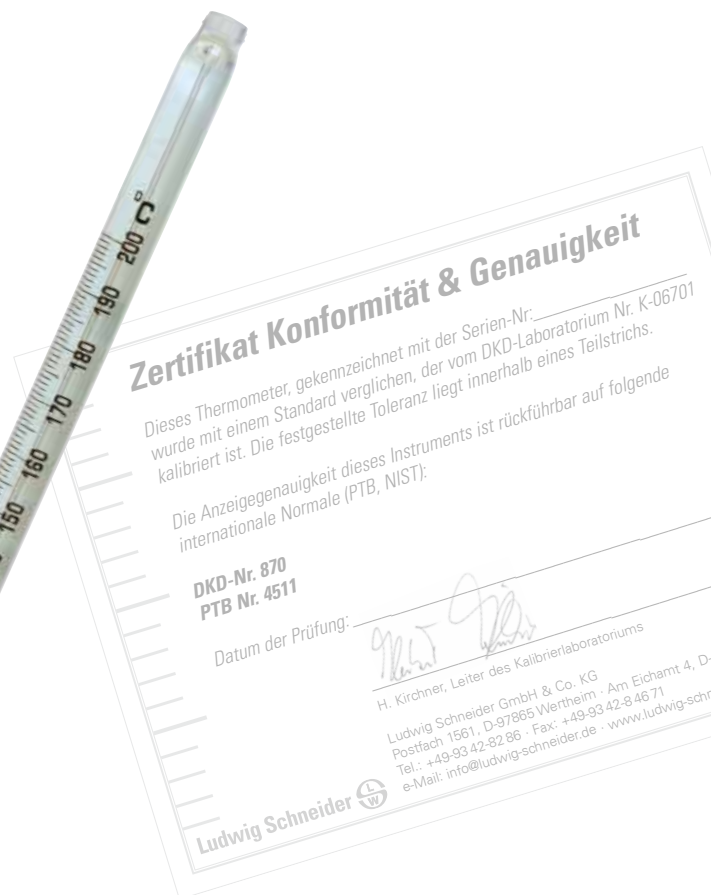 °C
200
190
180
170
160
150
Zertifikat Konformität & Genauigkeit
Dieses Thermometer, gekennzeichnet mit der Serien-Nr:
wurde mit einem Standard verglichen, der vom DKD-Laboratorium Nr. K-06701
kalibriert ist. Die festgestellte Toleranz liegt innerhalb eines Teilstrichs.
Die Anzeigegenauigkeit dieses Instruments ist rückführbar auf folgende
internationale Normale (PTB, NIST):
DKD-Nr. 870
PTB Nr. 4511
Datum der Prüfung:
H. Kirchner, Leiter des Kalibrierlaboratoriums
Ludwig Schneider GmbH & Co. KG
Postfach 1561, D-97865 Wertheim · Am Eichamt 4, D-
Tel.: +49-93 42-82 86 · Fax: +49-93 42-8 46 71
e-Mail: info@ludwig-schneider.de · www.ludwig-schn
Ludwig Schneider
L
W